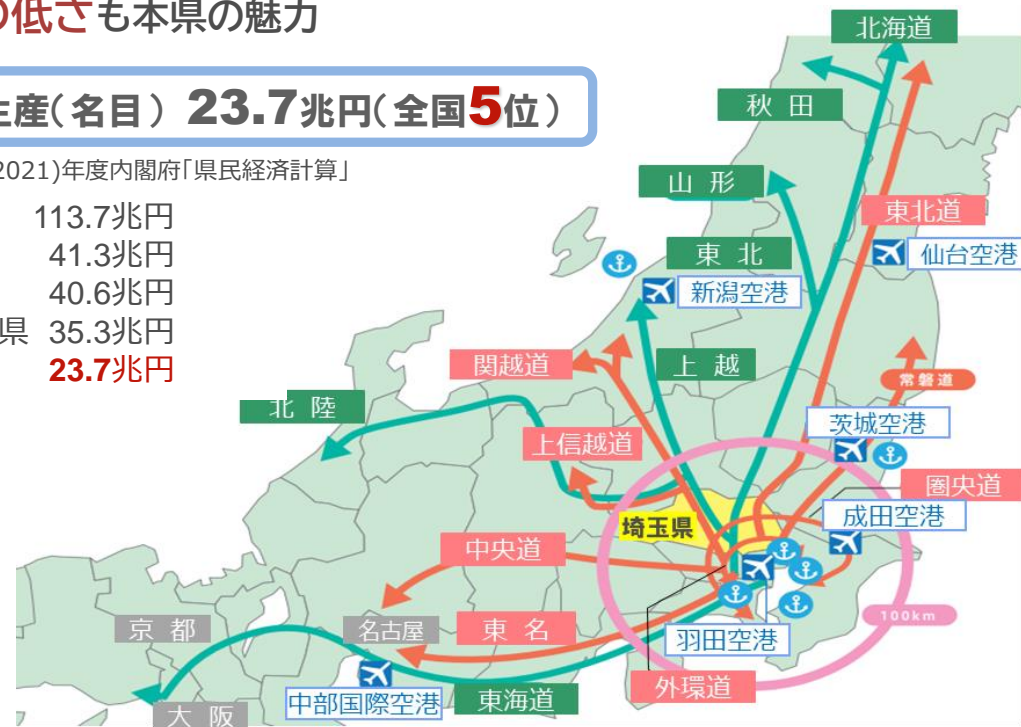 の低さも本県の魅力
生産(名目) 23.7兆円(全国5位)
2021)年度内閣府「県民経済計算」
113.7兆円
41.3兆円
40.6兆円
県 35.3兆円
23.7兆円
北海道
秋田
山形
東北道
東北
仙台空港
新潟空港
関越道
上越
常磐道
北陸
茨城空港
上信越道
圏央道
成田空港
埼玉県
中央道
100km
京都
名古屋
東名
羽田空港
外環道
中部国際空港
東海道
大阪